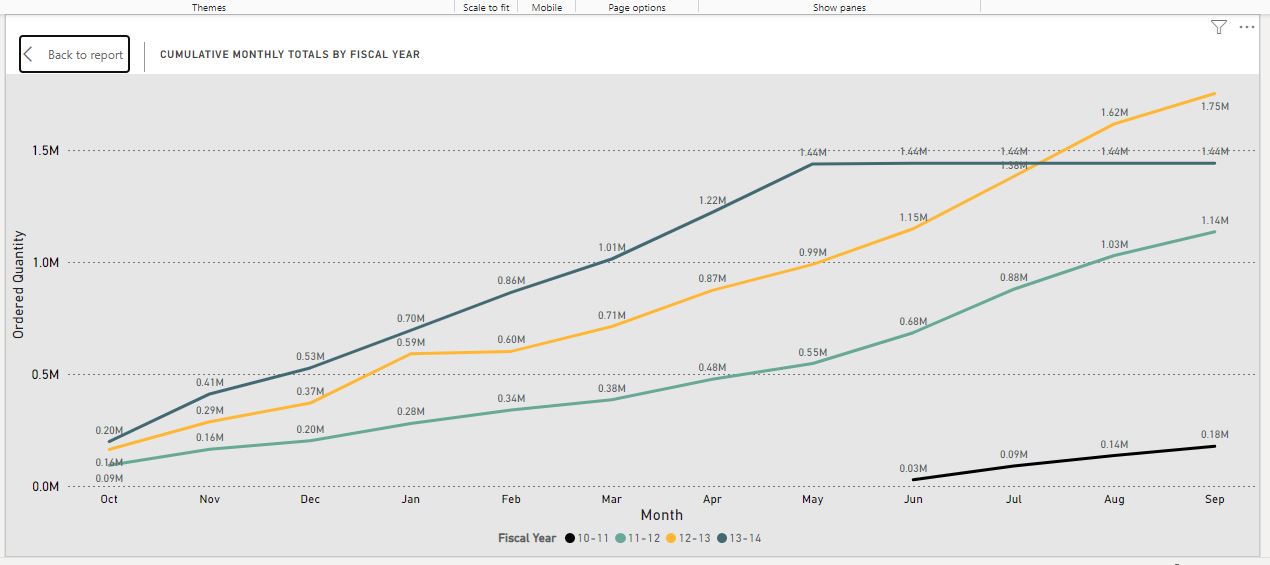 Themes Scale to fit Mobile Page options Show panes
Back to report CUMULATIVE MONTHLY TOTALS BY FISCAL YEAR
Ordered Quantity
1.5M
1.0M
0.5M
0.0M
0.20M 0.41M 0.53M 0.70M 0.86M 1.01M 1.22M 1.44M 1.44M 1.44M 1.44M 1.44M
0.16M 0.29M 0.37M 0.59M 0.60M 0.71M 0.87M 0.99M 1.15M 1.38M 1.62M 1.75M
0.09M 0.16M 0.20M 0.28M 0.34M 0.38M 0.48M 0.55M 0.68M 0.88M 1.03M 1.14M
0.03M 0.09M 0.14M 0.18M
Oct Nov Dec Jan Feb Mar Apr May Jun Jul Aug Sep
Month
Fiscal Year 10-11 11-12 12-13 13-14